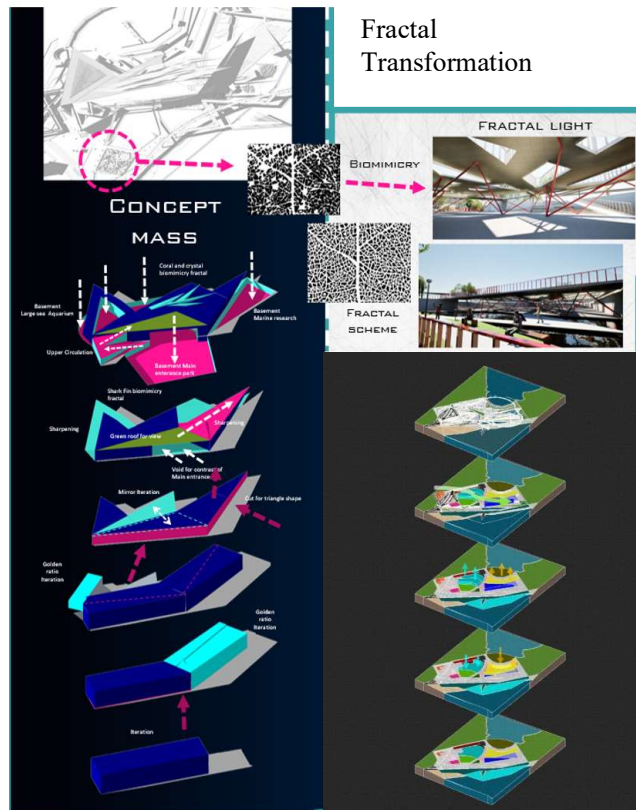 Fractal
Transformation
FRACTAL LIGHT
BIOMIMICRY
CONCEPT
MASS
FRACTAL
SCHEME
Coral and crystal
biomimicry fractal
Basement
Large sea Aquarium
Basement
Marine research
Upper Circulation
Basement Main
enterance part
Shark Fin biomimicry
fractal
Sharpening
Sharpening
Green roof for view
Void for contrast of
Main entrance
Mirror Iteration
Cut for triangle shape
Golden
ratio
Iteration
Golden
ratio
Iteration
Iteration